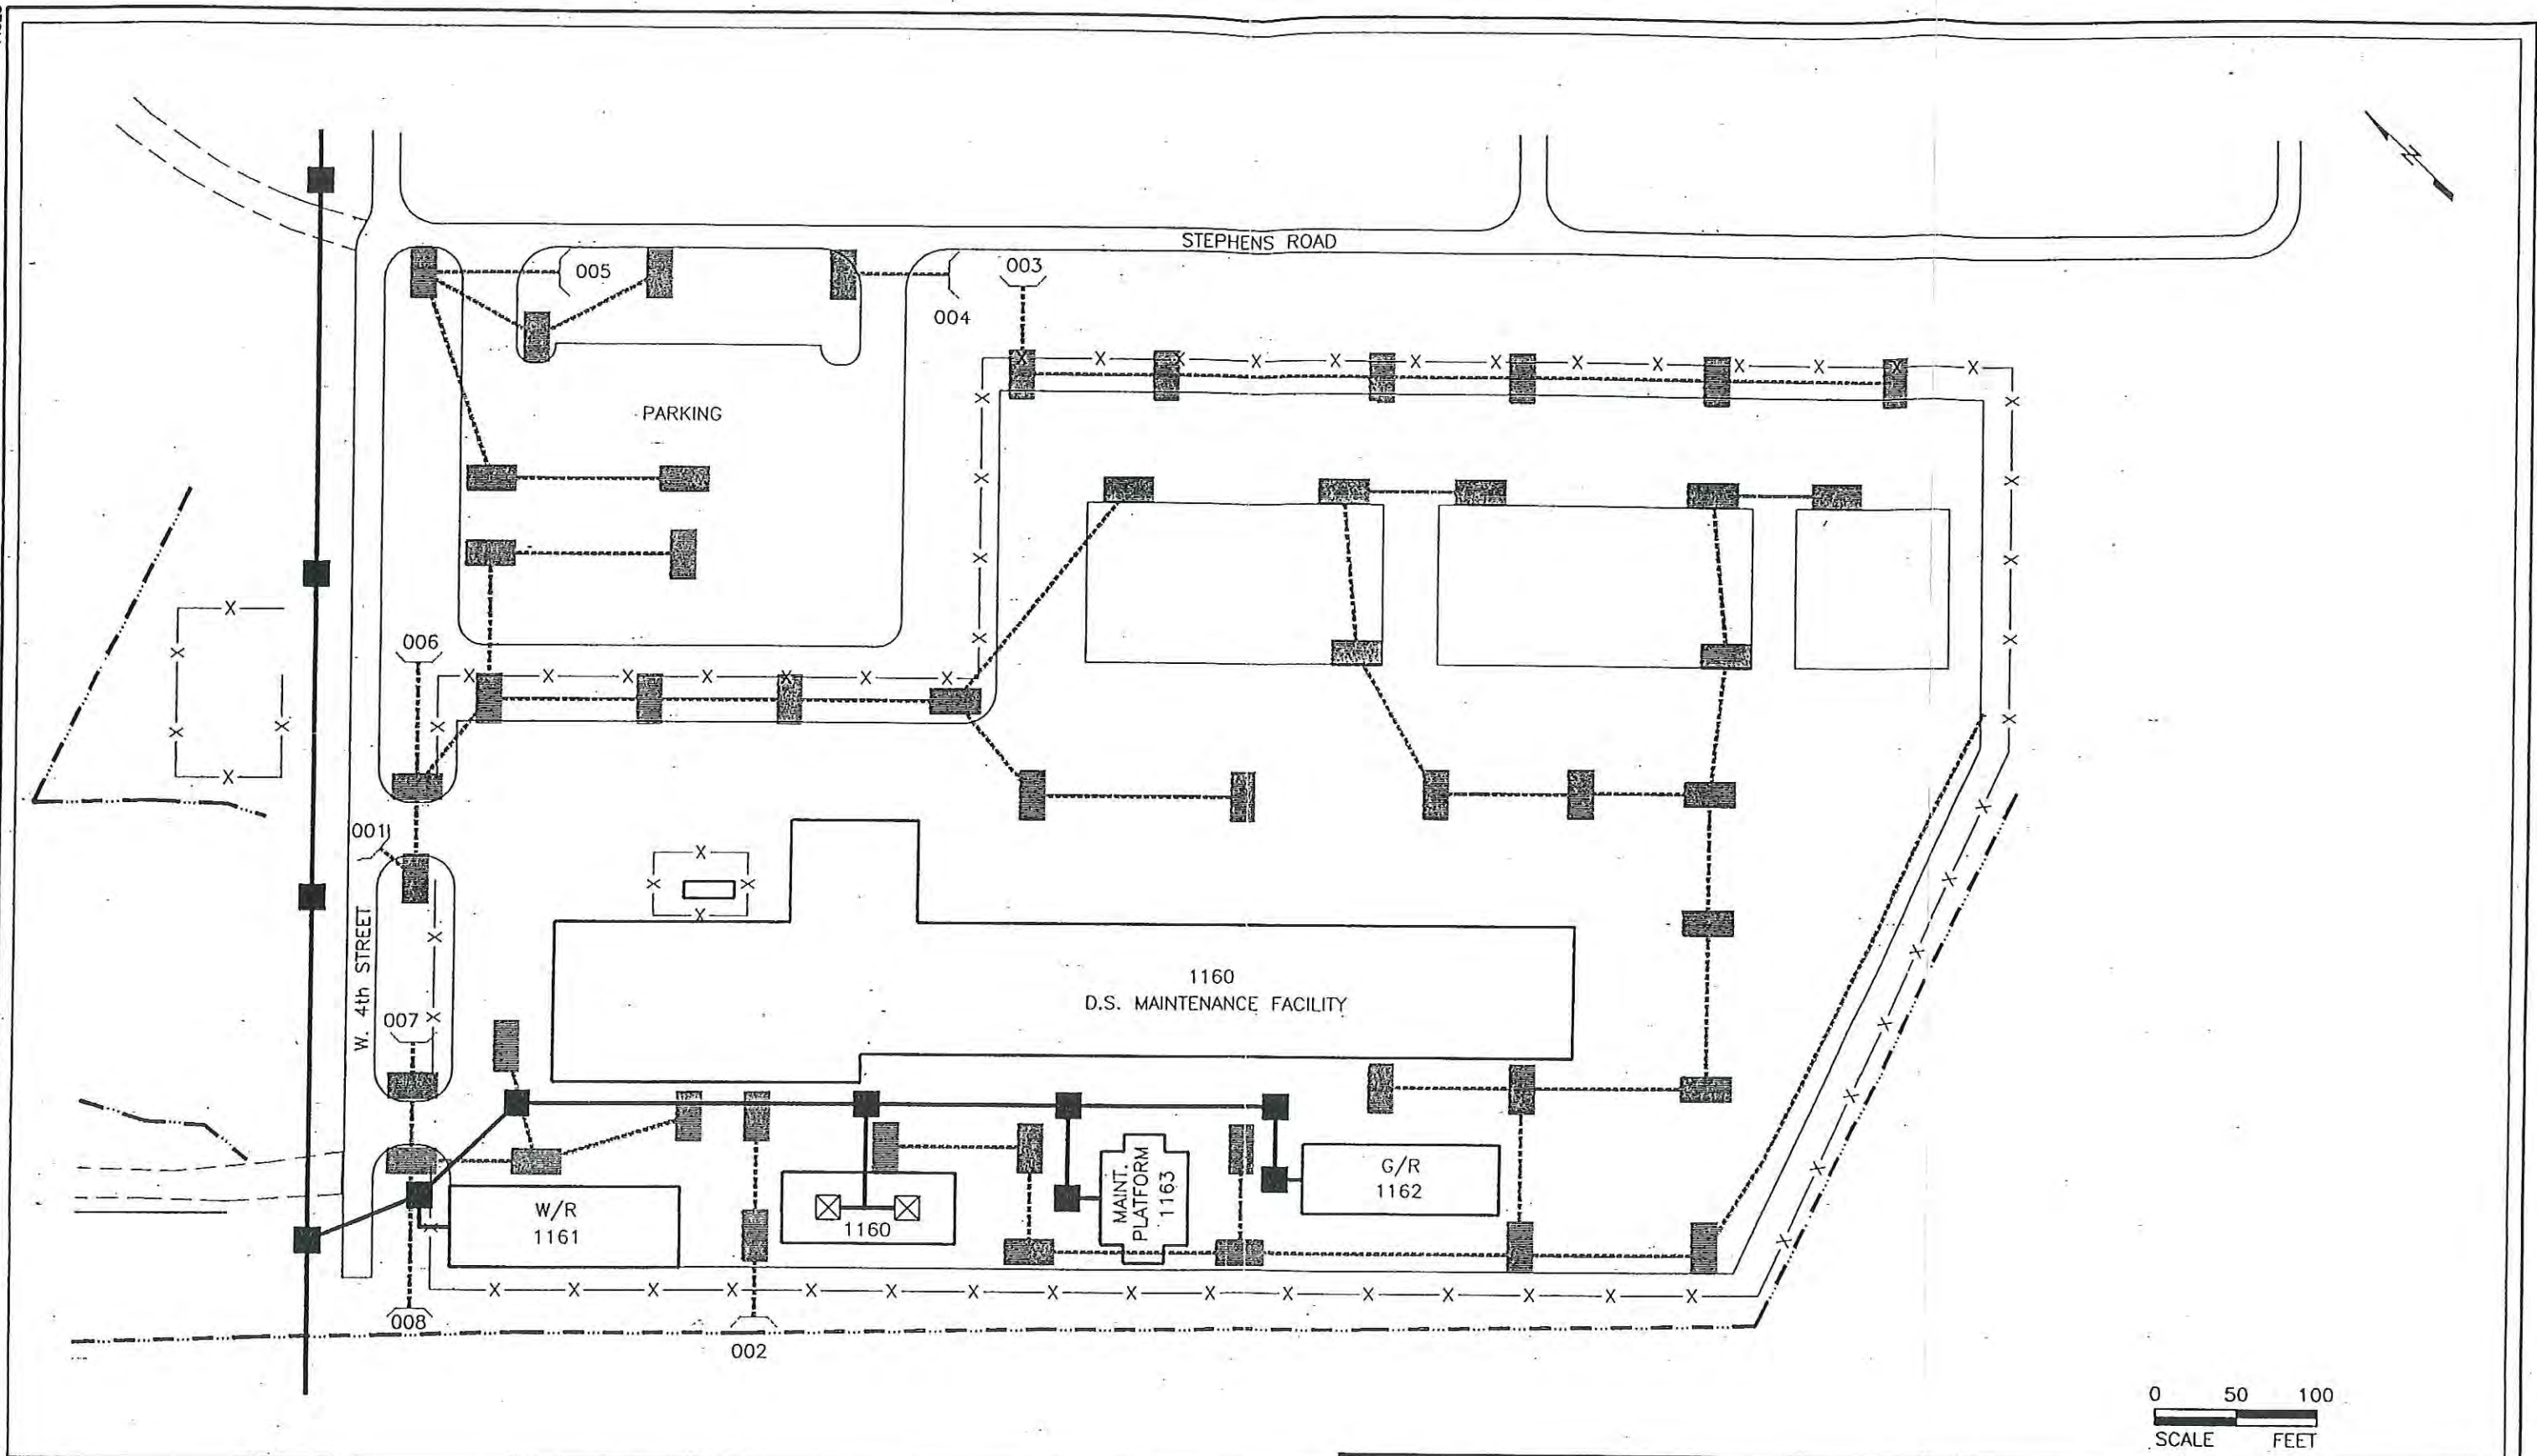 N
STEPHENS ROAD
005
003
004
PARKING
006
001
W. 4th STREET
1160
D.S. MAINTENANCE FACILITY
007
MAINT.
PLATFORM
1163
G/R
1162
W/R
1161
1160
008
002
0 50 100
SCALE FEET